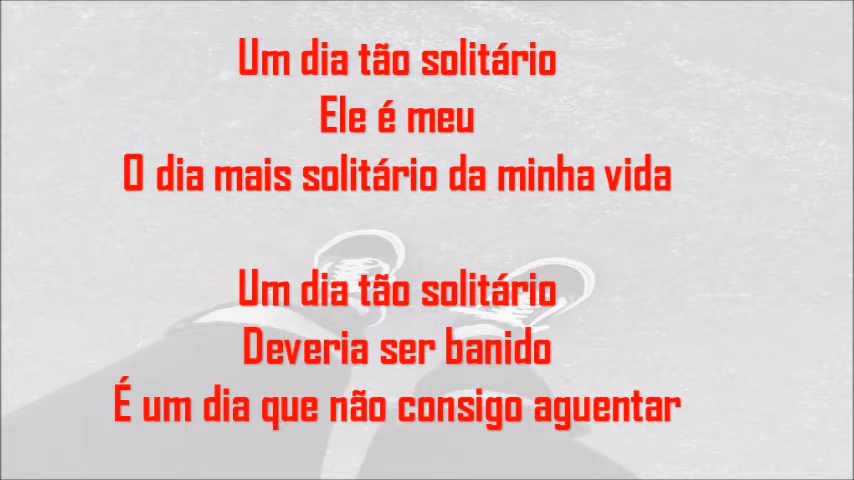 Um dia tão solitário
Ele é meu
O dia mais solitário da minha vida
Um dia tão solitário
Deveria ser banido
É um dia que não consigo aguentar